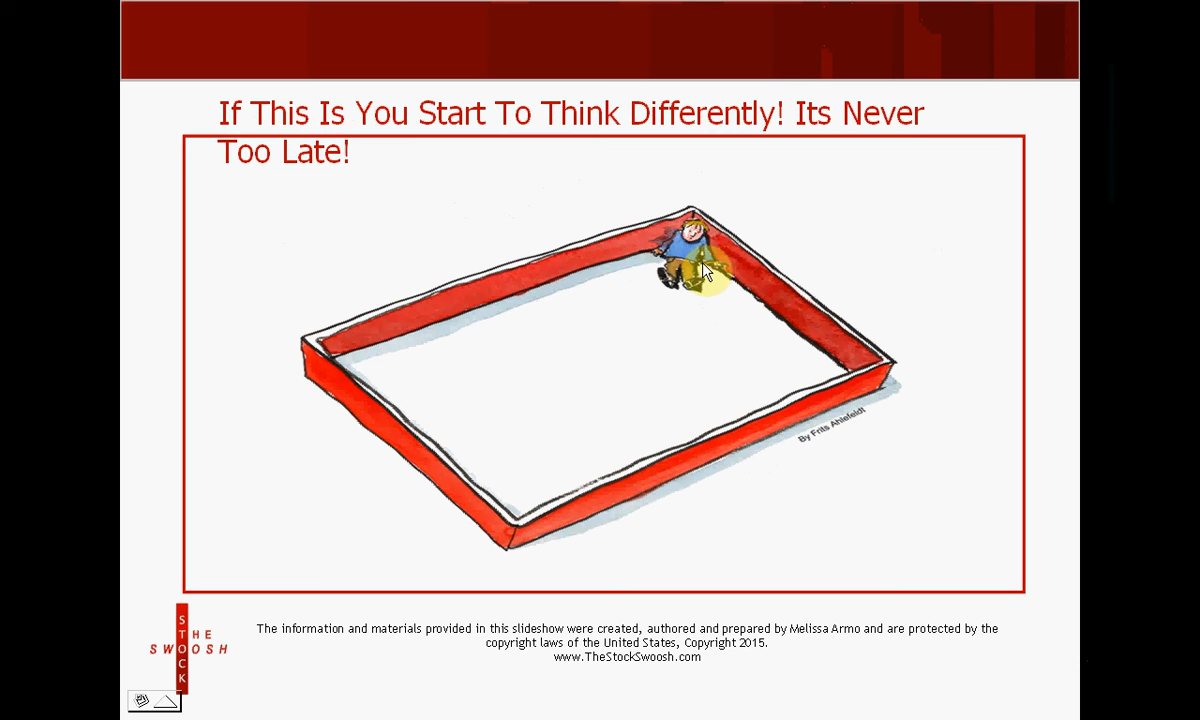 If This Is You Start To Think Differently! Its Never
Too Late!
By Frits Ahlefeldt
THE
SWOOSH
STOCK
The information and materials provided in this slideshow were created, authored and prepared by Melissa Armo and are protected by the
copyright laws of the United States, Copyright 2015.
www.TheStockSwoosh.com